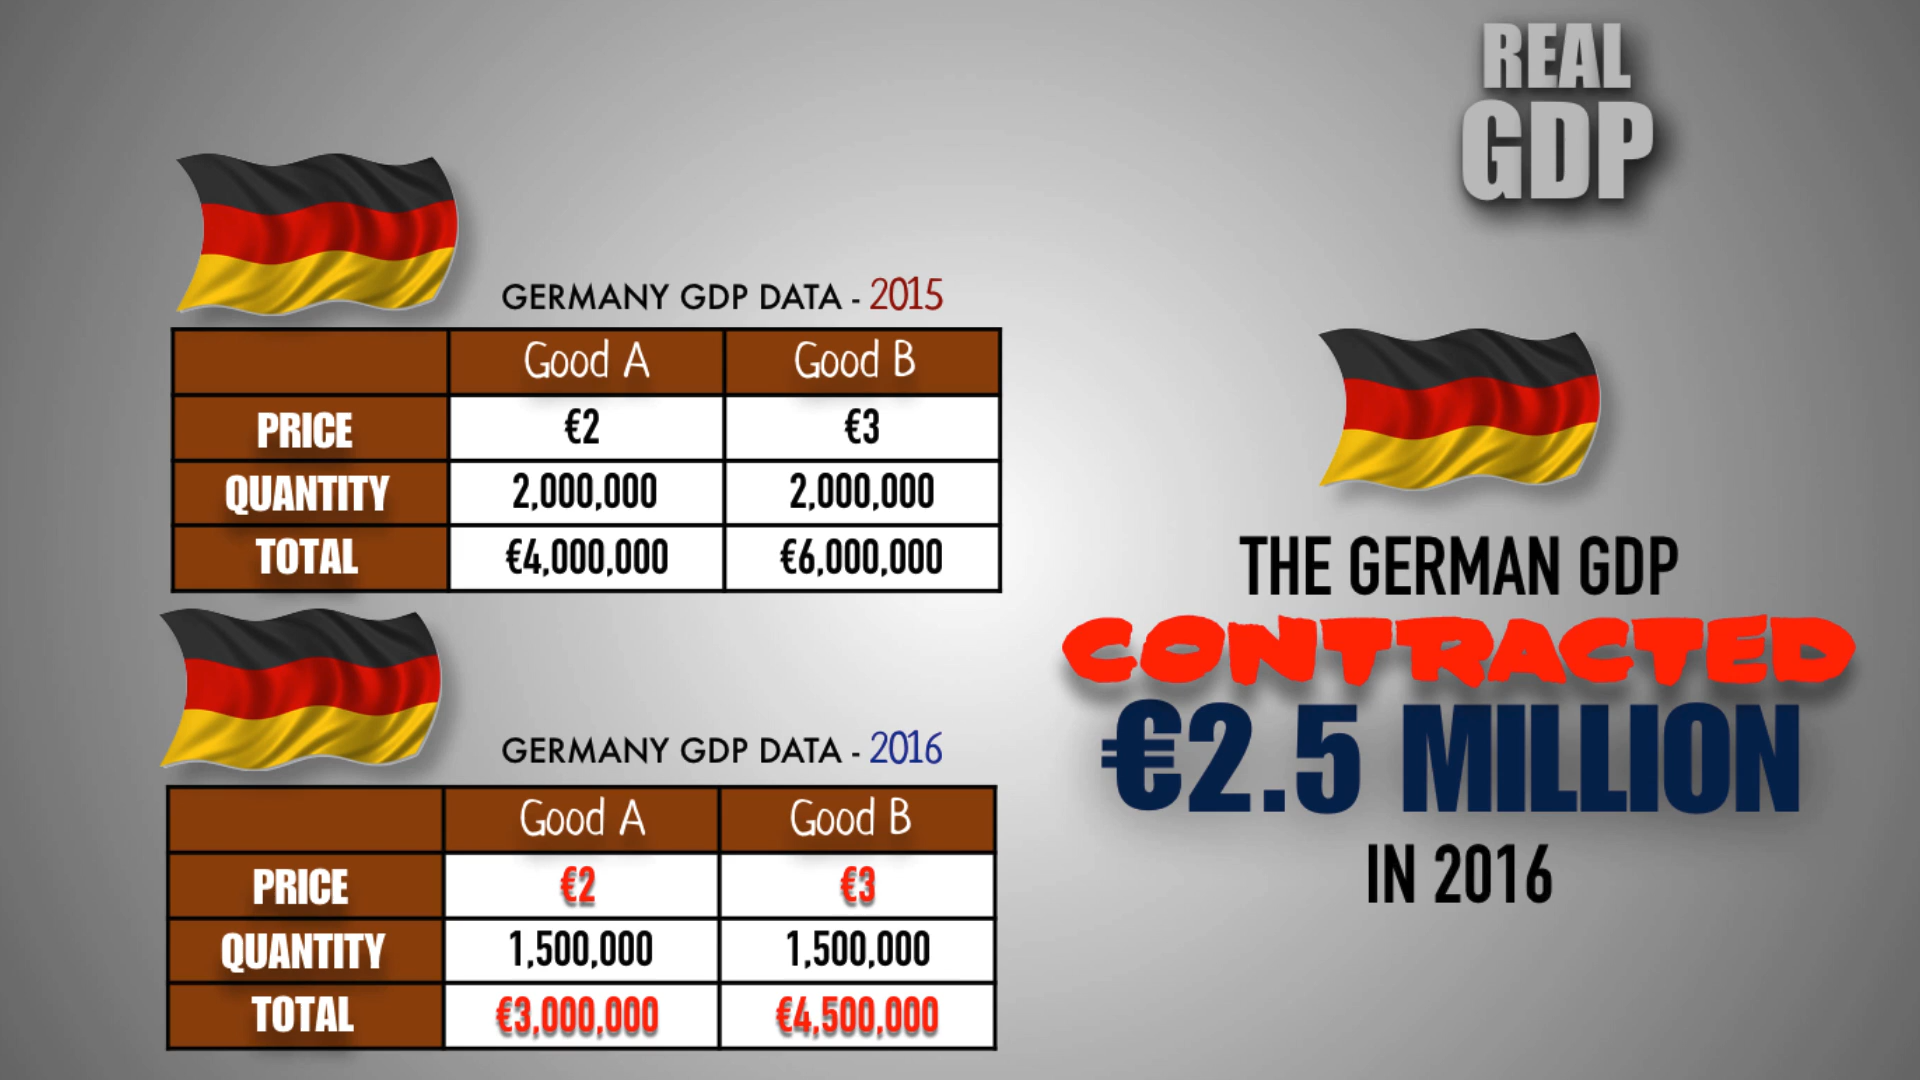 REAL
GDP
GERMANY GDP DATA - 2015
Good A Good B
PRICE €2 €3
QUANTITY 2,000,000 2,000,000
TOTAL €4,000,000 €6,000,000
GERMANY GDP DATA - 2016
Good A Good B
PRICE €2 €3
QUANTITY 1,500,000 1,500,000
TOTAL €3,000,000 €4,500,000
THE GERMAN GDP
CONTRACTED
€2.5 MILLION
IN 2016